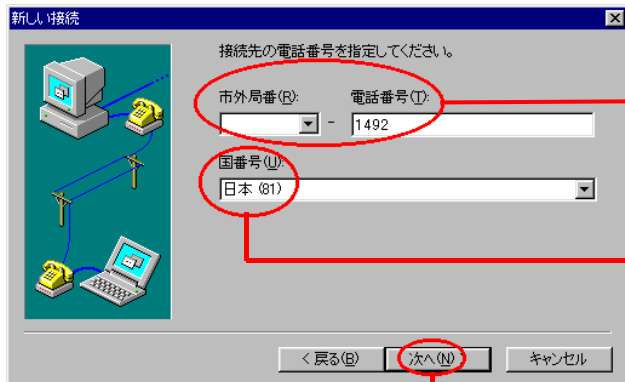 新しい接続
接続先の電話番号を指定してください。
市外局番(R): 電話番号(T):
- 1492
国番号(U):
日本 (81)
< 戻る(B) 次へ(N) キャンセル